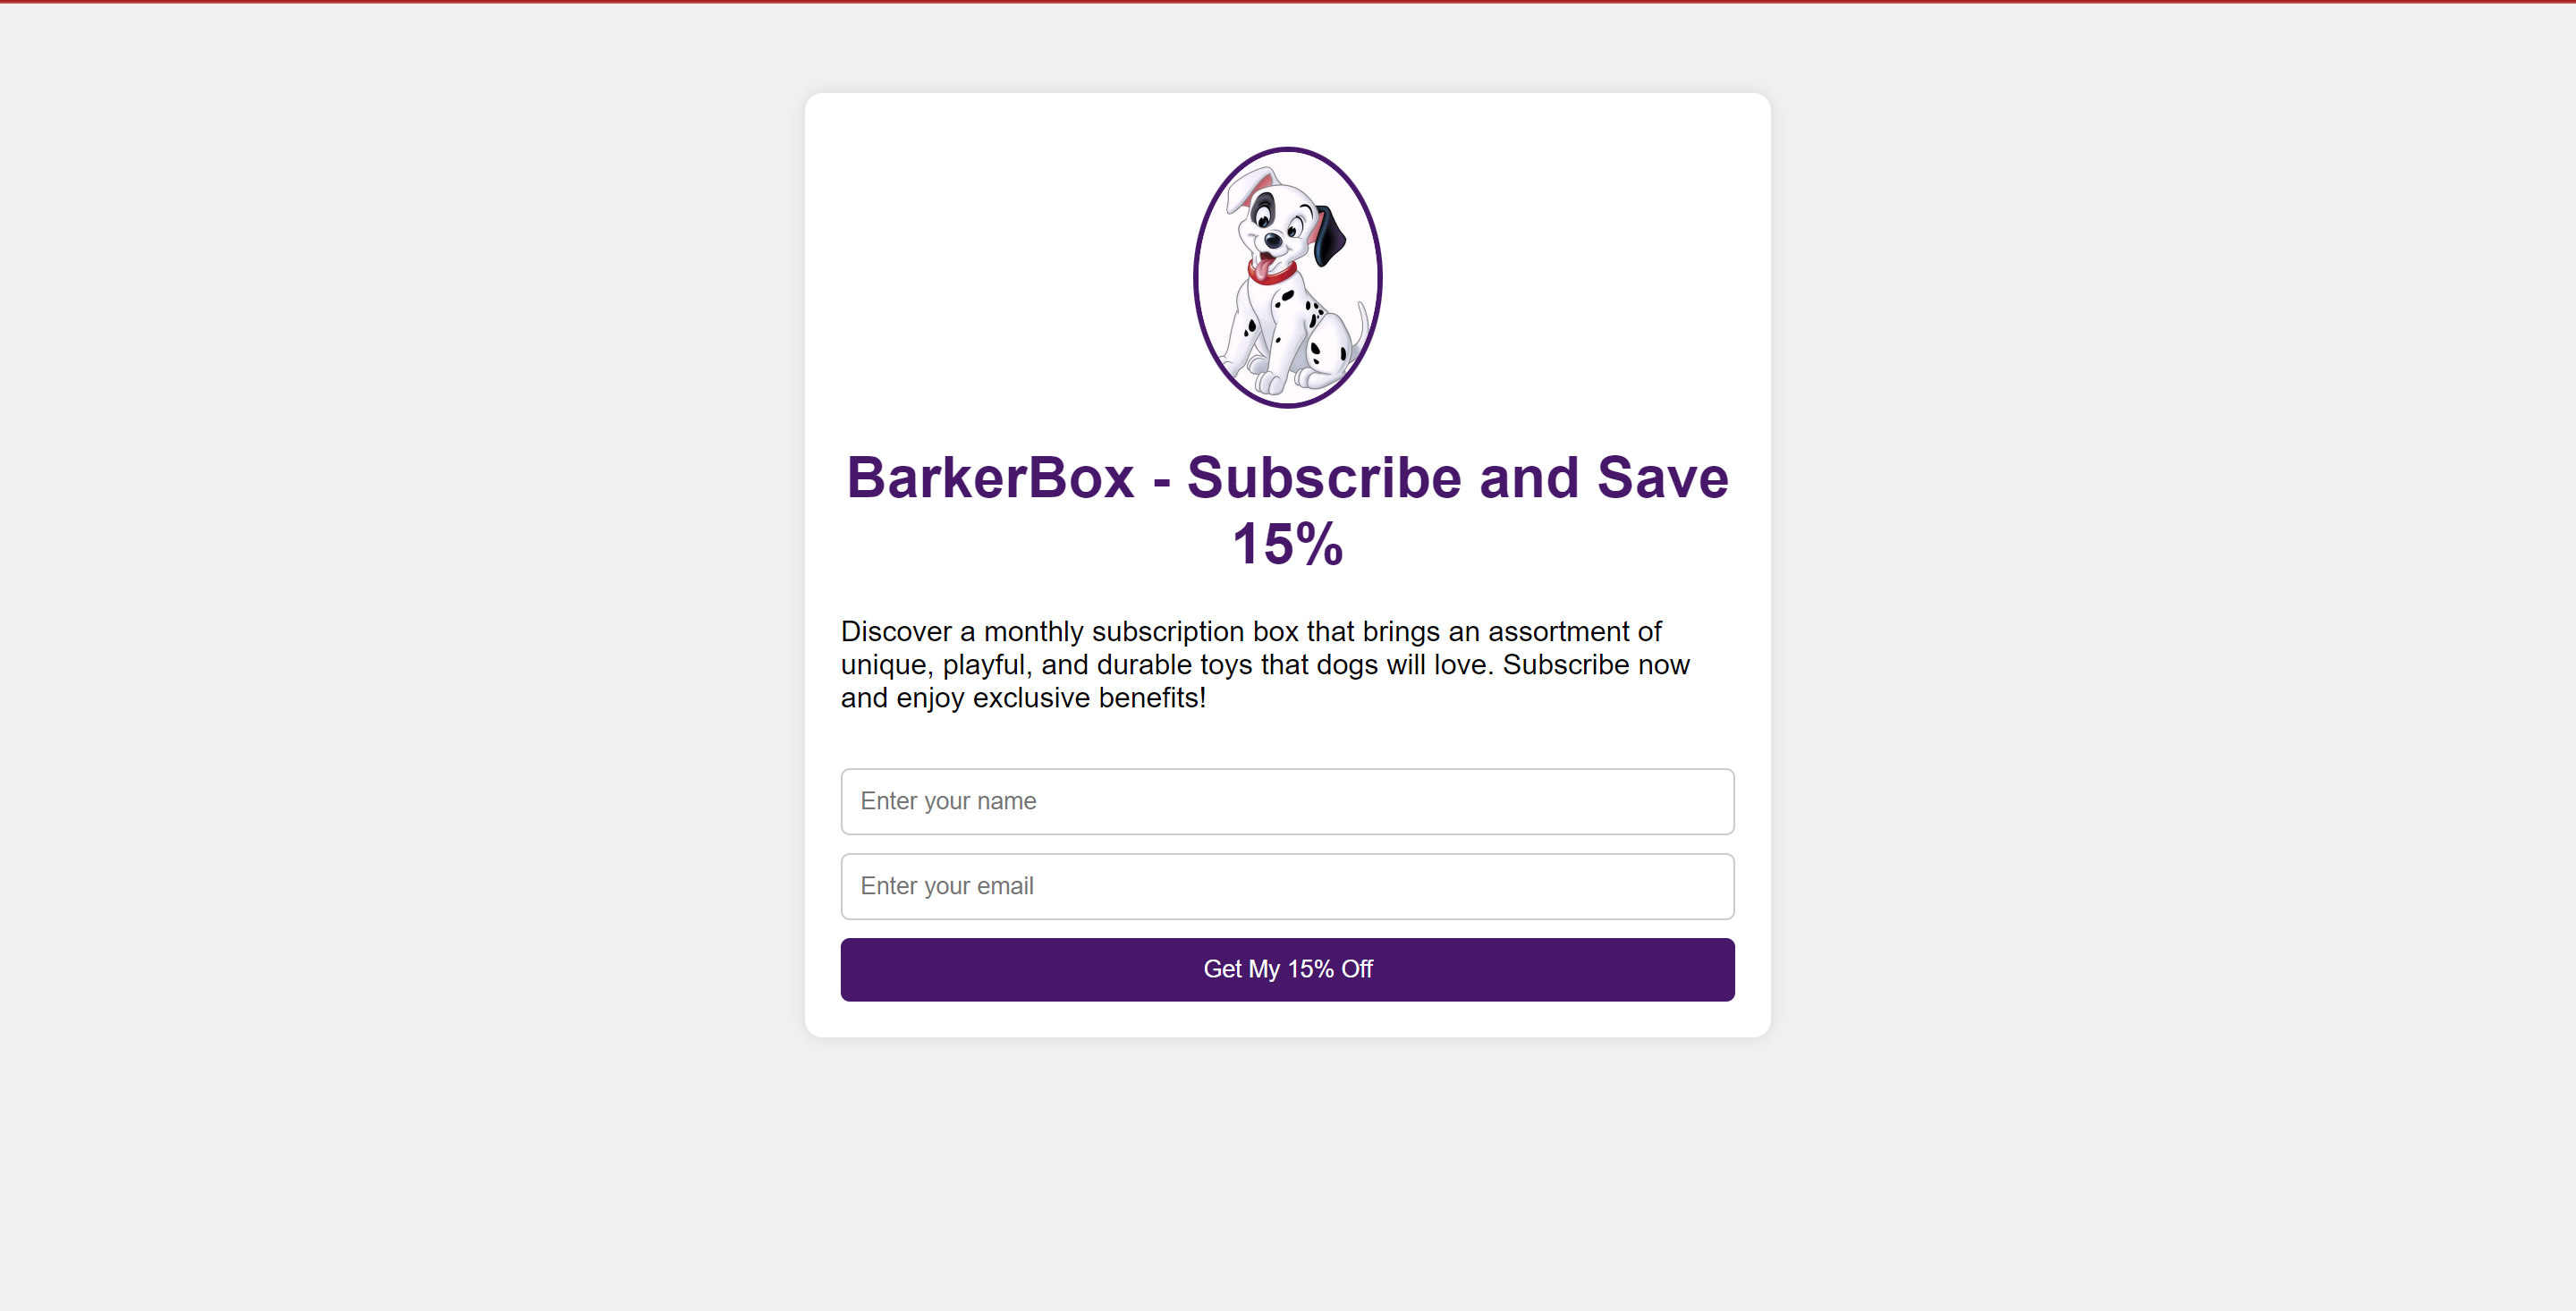 BarkerBox - Subscribe and Save
15%
Discover a monthly subscription box that brings an assortment of
unique, playful, and durable toys that dogs will love. Subscribe now
and enjoy exclusive benefits!
Enter your name
Enter your email
Get My 15% Off